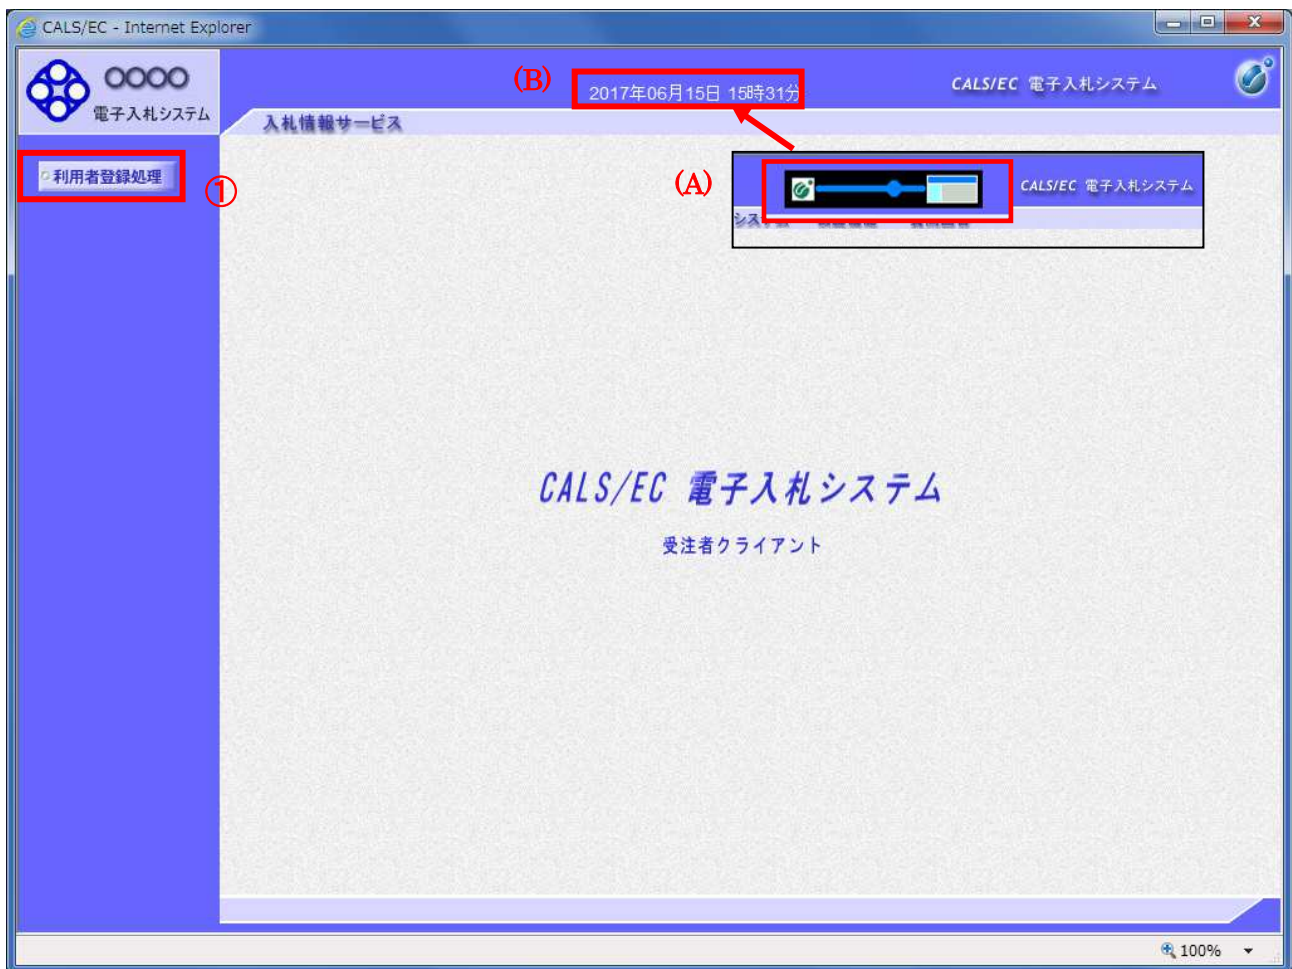 CALS/EC - Internet Explorer
○○○○
電子入札システム
(B)
2017年06月15日 15時31分
CALS/EC 電子入札システム
入札情報サービス
利用者登録処理
①
(A)
CALS/EC 電子入札システム
CALS/EC 電子入札システム
受注者クライアント
100%